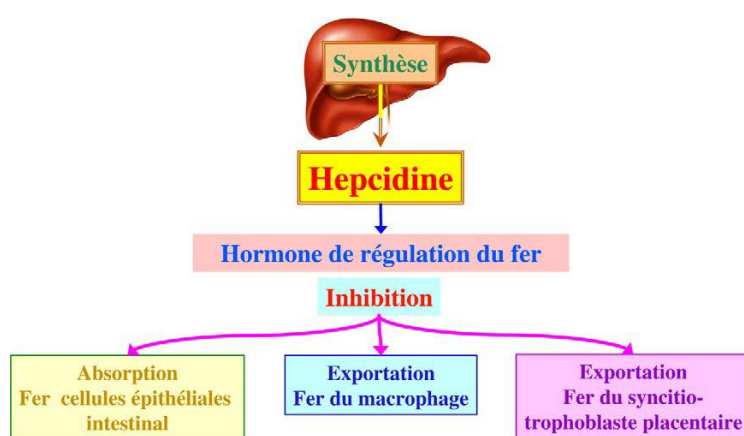 Synthèse
Hepcidine
Hormone de régulation du fer
Inhibition
Absorption
Fer cellules épithéliales
intestinal
Exportation
Fer du macrophage
Exportation
Fer du syncitio-
trophoblaste placentaire